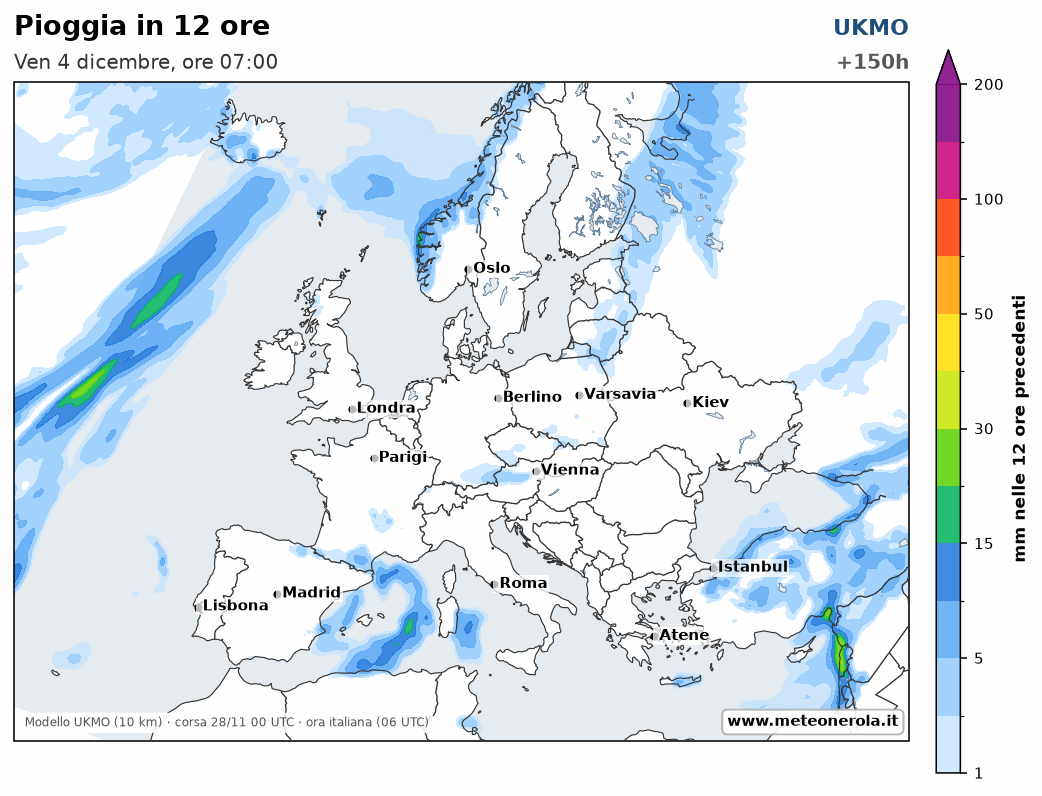 Pioggia in 12 ore
UKMO
Ven 4 dicembre, ore 07:00
+150h
200
100
50
30
15
5
1
mm nelle 12 ore precedenti
Oslo
Berlino
Varsavia
Kiev
Londra
Parigi
Vienna
Istanbul
Roma
Madrid
Lisbona
Atene
Modello UKMO (10 km) · corsa 28/11 00 UTC · ora italiana (06 UTC)
www.meteonerola.it